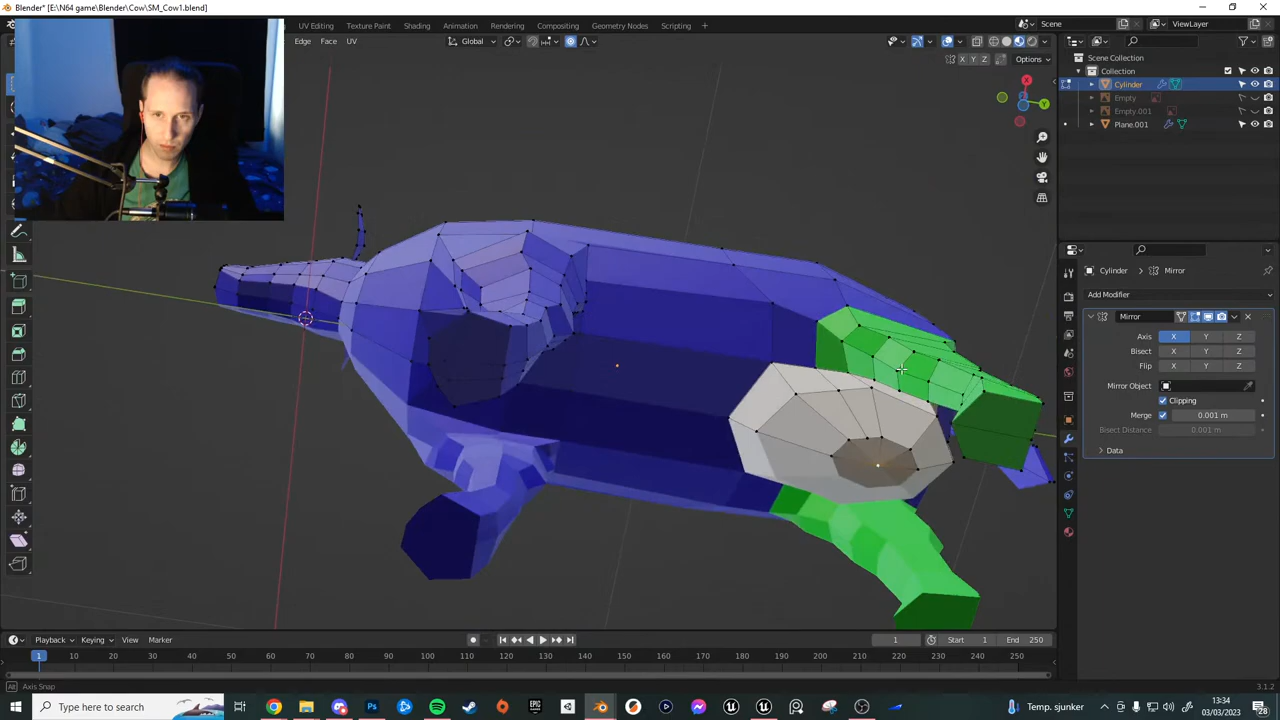 Blender* [E:\N64 game\Blender\Cow\SM_Cow1.blend]
UV Editing Texture Paint Shading Animation Rendering Compositing Geometry Nodes Scripting
Scene ViewLayer
Edge Face UV
Global
X Y Z Options
Scene Collection
Collection
Cylinder
Empty
Empty.001
Plane.001
X
Y
Cylinder Mirror
Add Modifier
Mirror
Axis X Y Z
Bisect X Y Z
Flip X Y Z
Mirror Object
Clipping
Merge 0.001 m
Bisect Distance 0.001 m
Data
Playback Keying View Marker
1 Start 1 End 250
1 10 20 30 40 50 60 70 80 90 100 110 120 130 140 150 160 170 180 190 200 210 220 230 240 250
Axis Snap
3.1.2
Type here to search
Temp. sjunker
13:34
03/03/2023
28